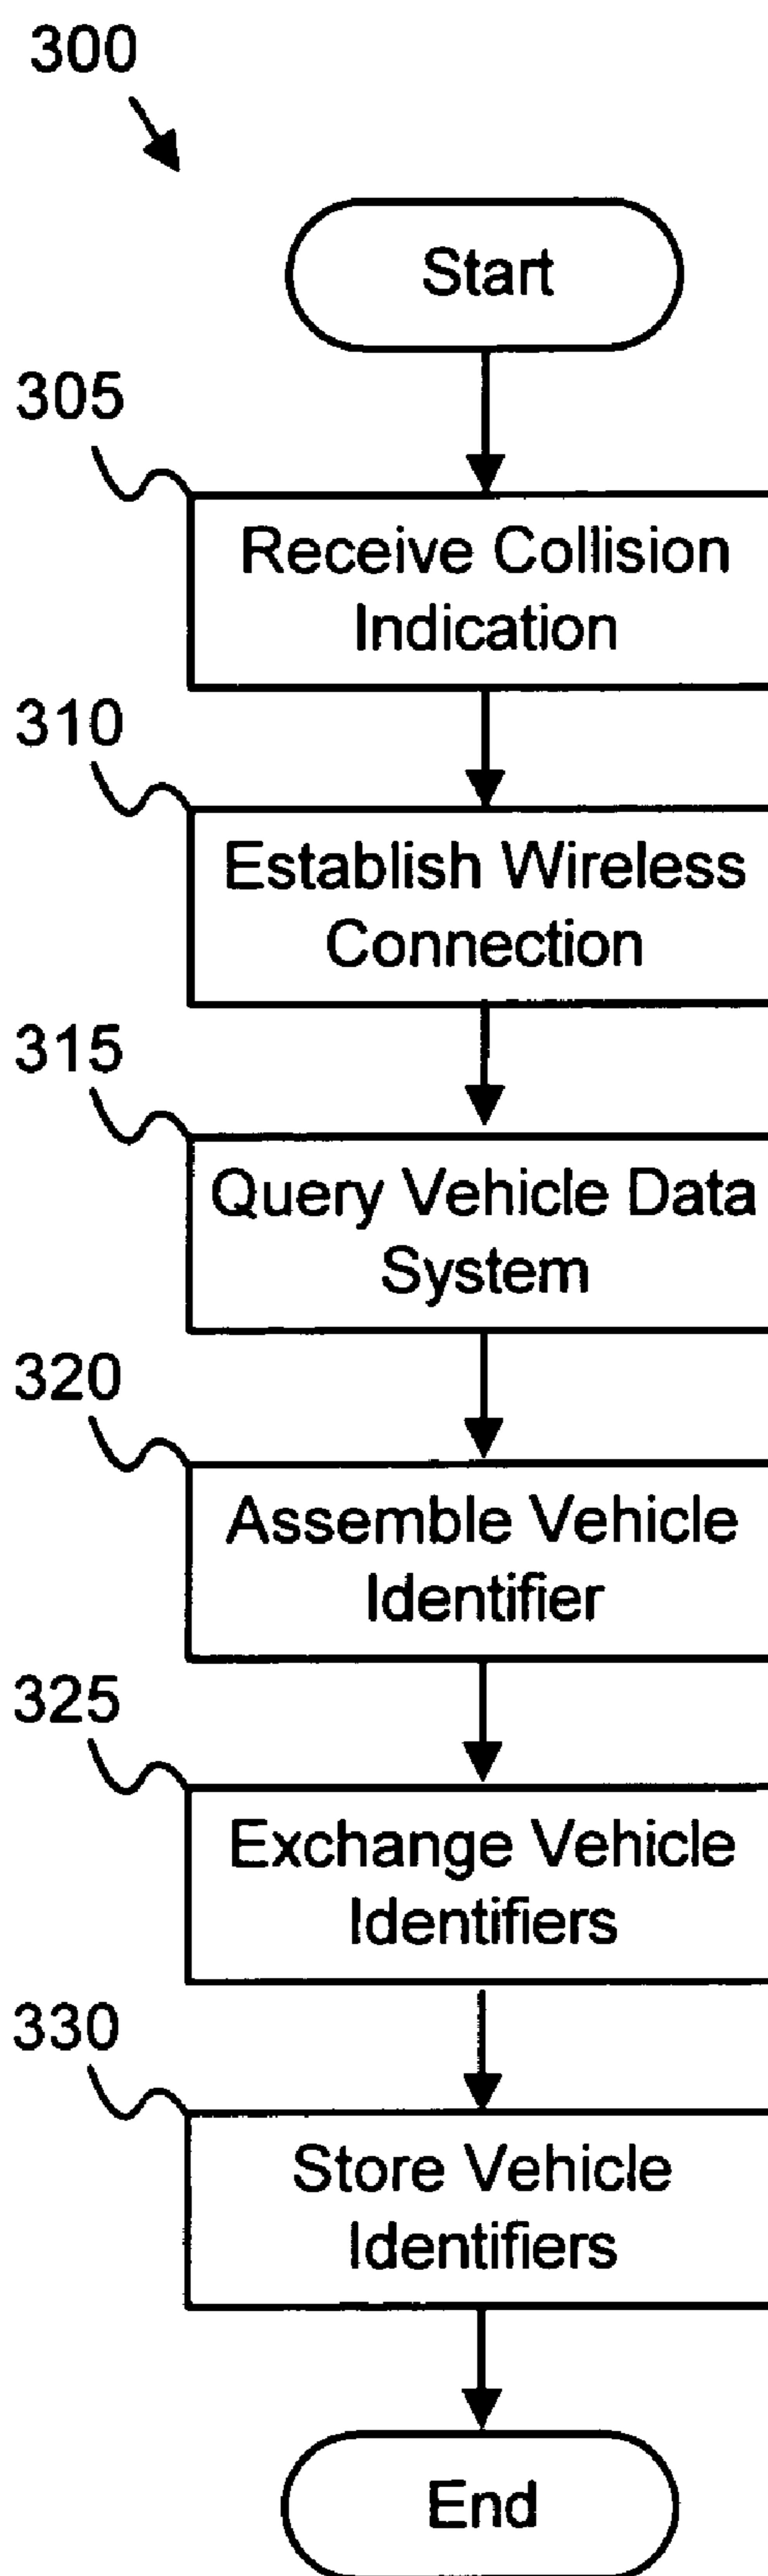 300
Start
305
Receive Collision
Indication
310
Establish Wireless
Connection
315
Query Vehicle Data
System
320
Assemble Vehicle
Identifier
325
Exchange Vehicle
Identifiers
330
Store Vehicle
Identifiers
End